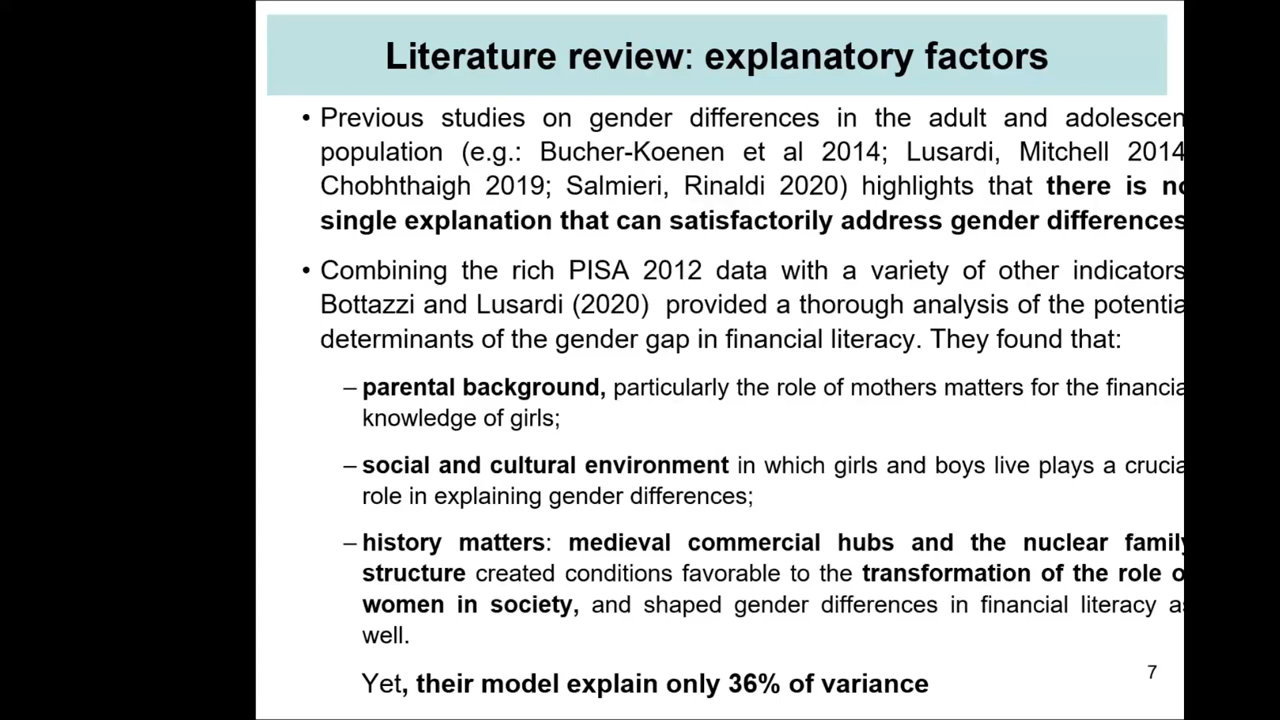 Literature review: explanatory factors
• Previous studies on gender differences in the adult and adolescen
population (e.g.: Bucher-Koenen et al 2014; Lusardi, Mitchell 2014
Chobhthaigh 2019; Salmieri, Rinaldi 2020) highlights that there is no
single explanation that can satisfactorily address gender differences
• Combining the rich PISA 2012 data with a variety of other indicators
Bottazzi and Lusardi (2020) provided a thorough analysis of the potentia
determinants of the gender gap in financial literacy. They found that:
– parental background, particularly the role of mothers matters for the financia
knowledge of girls;
– social and cultural environment in which girls and boys live plays a crucia
role in explaining gender differences;
– history matters: medieval commercial hubs and the nuclear family
structure created conditions favorable to the transformation of the role o
women in society, and shaped gender differences in financial literacy as
well.
Yet, their model explain only 36% of variance
7